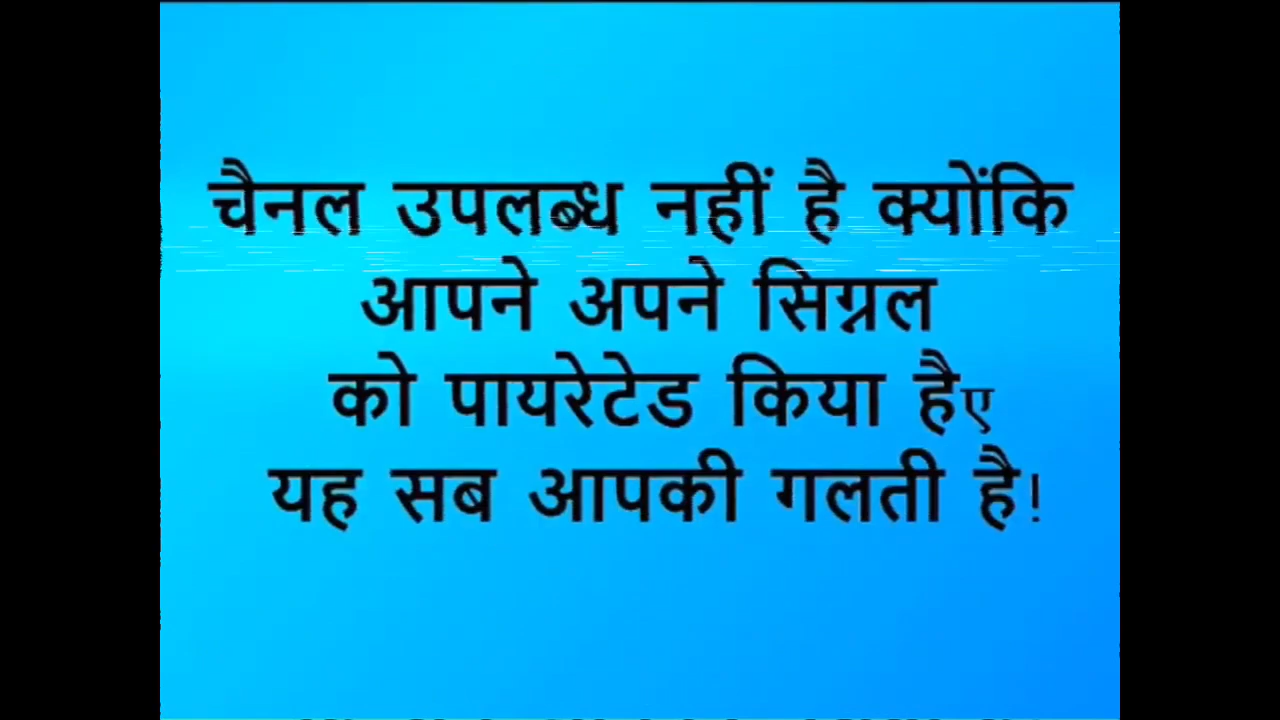 चैनल उपलब्ध नहीं है क्योंकि
आपने अपने सिग्नल
को पायरेटेड किया हैए
यह सब आपकी गलती है!